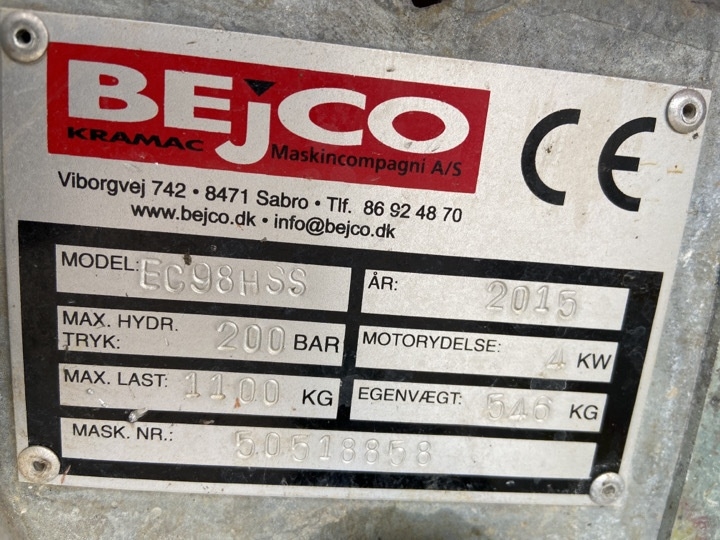 BEJCO
KRAMAC Maskincompagni A/S
CE
Viborgvej 742 • 8471 Sabro • Tlf. 86 92 48 70
www.bejco.dk • info@bejco.dk
MODEL: EC98HSS ÅR: 2015
MAX. HYDR. TRYK: 200 BAR MOTORYDELSE: 4 KW
MAX. LAST: 1100 KG EGENVÆGT: 546 KG
MASK. NR.: 50518858